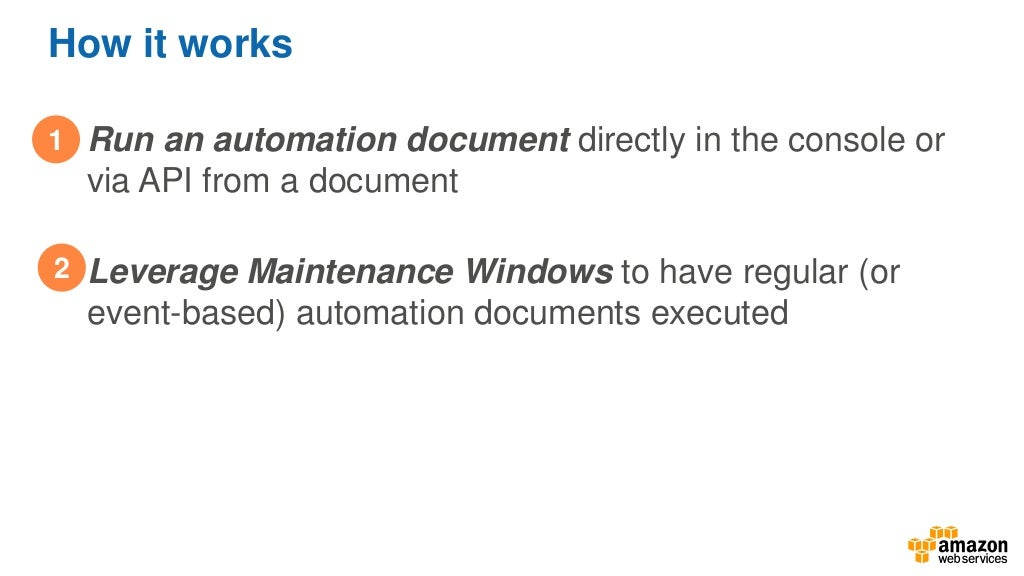 How it works
1 Run an automation document directly in the console or
via API from a document
2 Leverage Maintenance Windows to have regular (or
event-based) automation documents executed
amazon
webservices